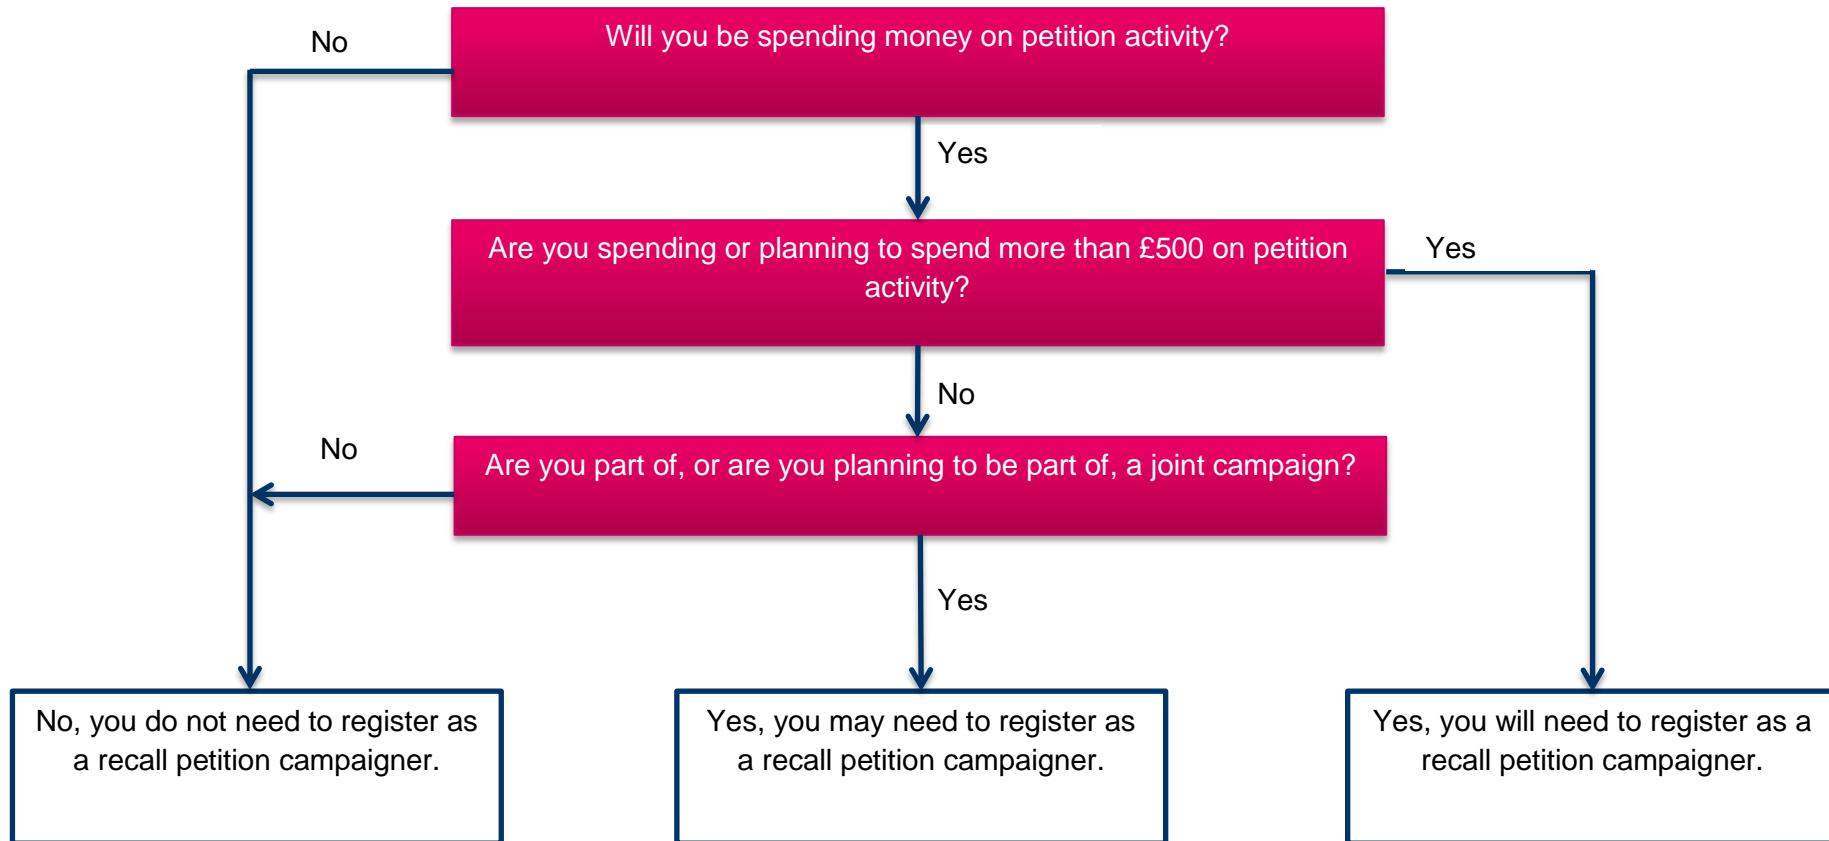 No
Will you be spending money on petition activity?
Yes
Are you spending or planning to spend more than £500 on petition
activity?
Yes
No
No
Are you part of, or are you planning to be part of, a joint campaign?
Yes
No, you do not need to register as
a recall petition campaigner.
Yes, you may need to register as
a recall petition campaigner.
Yes, you will need to register as a
recall petition campaigner.